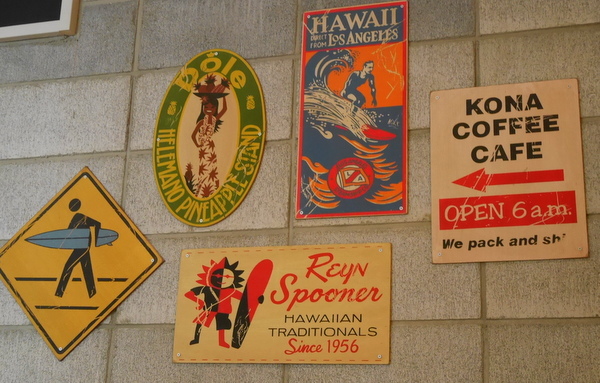 Dole
HELEMANO PINEAPPLE STAND
HAWAII
DIRECT
FROM LOS ANGELES
KONA
COFFEE
CAFE
OPEN 6 a.m.
We pack and
REYN
Spooner
HAWAIIAN
TRADITIONALS
Since 1956